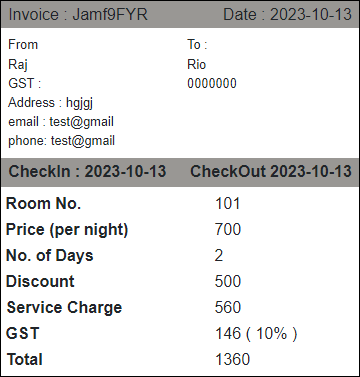 Invoice : Jamf9FYR Date : 2023-10-13
From To :
Raj Rio
GST : 0000000
Address : hgjgj
email : test@gmail
phone: test@gmail
CheckIn : 2023-10-13 CheckOut 2023-10-13
Room No. 101
Price (per night) 700
No. of Days 2
Discount 500
Service Charge 560
GST 146 ( 10% )
Total 1360